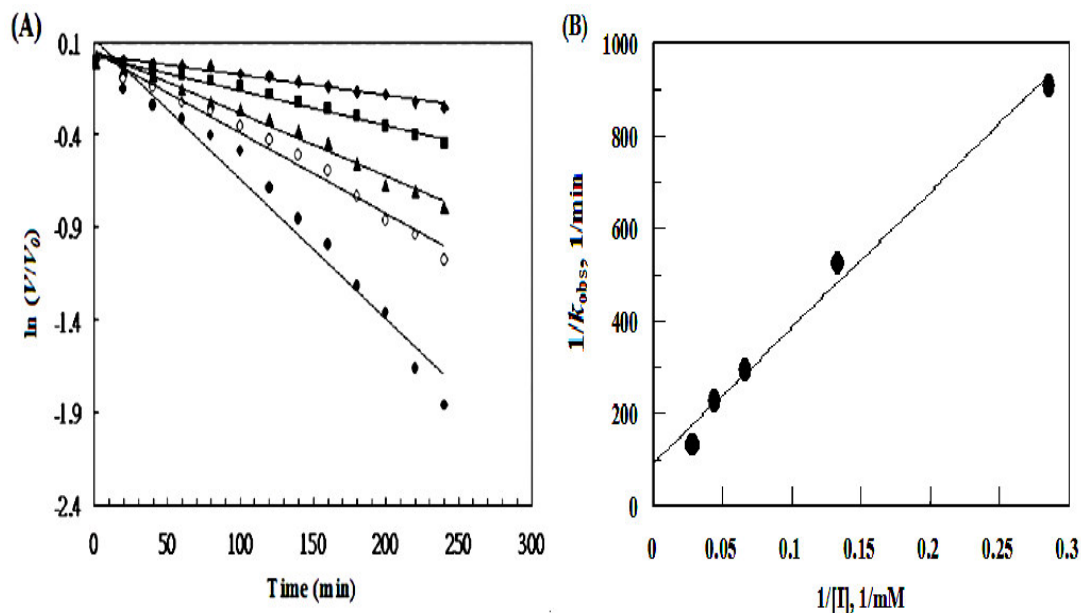 (A)
0.1
-0.4
-0.9
-1.4
-1.9
-2.4
ln (V/V₀)
0 50 100 150 200 250 300
Time (min)
(B)
1000
800
600
400
200
0
1/k_obs, 1/min
0 0.05 0.1 0.15 0.2 0.25 0.3
1/[I], 1/mM